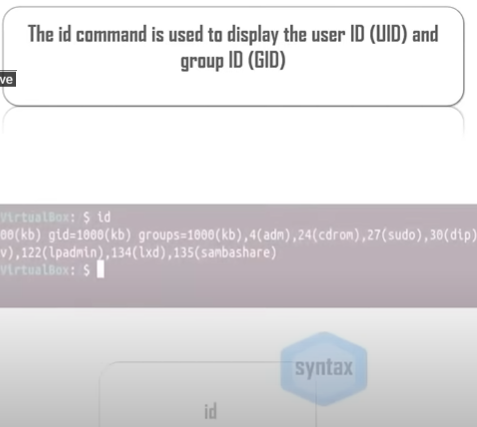 The id command is used to display the user ID (UID) and
group ID (GID)
ve
VirtualBox: $ id
00(kb) gid=1000(kb) groups=1000(kb),4(adm),24(cdrom),27(sudo),30(dip)
v),122(lpadmin),134(lxd),135(sambashare)
VirtualBox: $
syntax
id